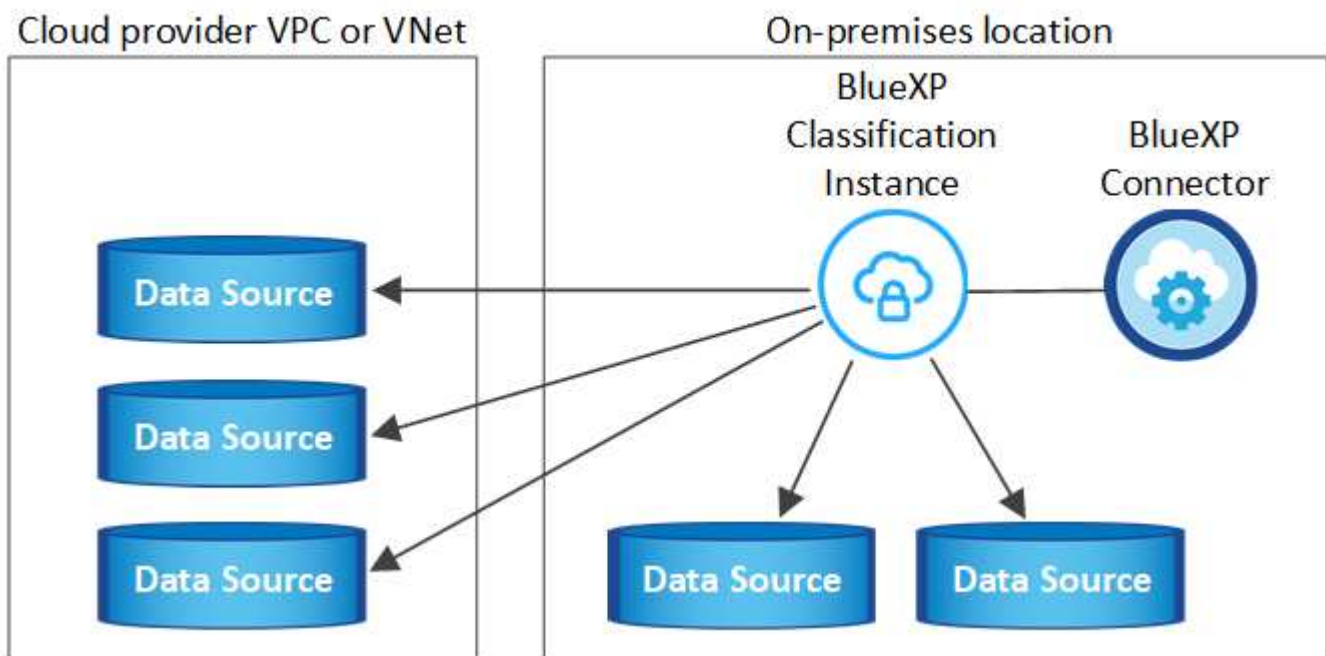 Cloud provider VPC or VNet
On-premises location
BlueXP
Classification
Instance
BlueXP
Connector
Data Source
Data Source
Data Source
Data Source
Data Source